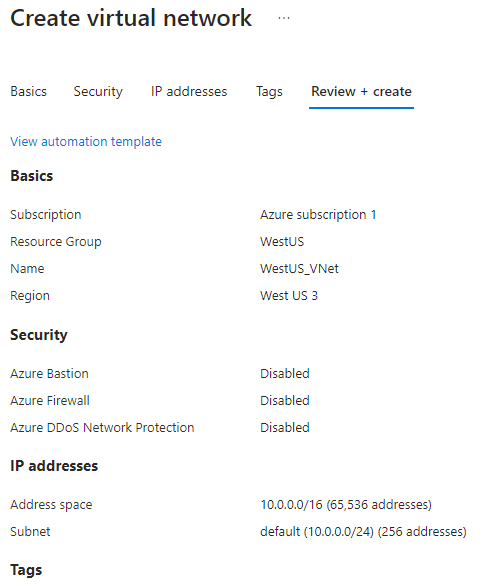 Create virtual network ...
Basics Security IP addresses Tags Review + create
View automation template
Basics
Subscription Azure subscription 1
Resource Group WestUS
Name WestUS_VNet
Region West US 3
Security
Azure Bastion Disabled
Azure Firewall Disabled
Azure DDoS Network Protection Disabled
IP addresses
Address space 10.0.0.0/16 (65,536 addresses)
Subnet default (10.0.0.0/24) (256 addresses)
Tags